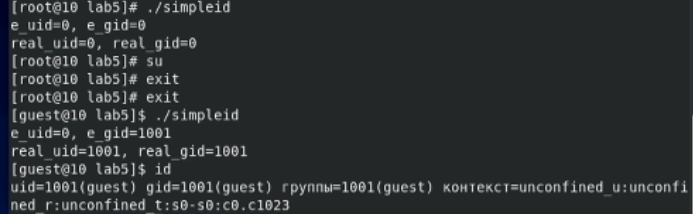 [root@10 lab5]# ./simpleid
e_uid=0, e_gid=0
real_uid=0, real_gid=0
[root@10 lab5]# su
[root@10 lab5]# exit
[root@10 lab5]# exit
[guest@10 lab5]$ ./simpleid
e_uid=0, e_gid=1001
real_uid=1001, real_gid=1001
[guest@10 lab5]$ id
uid=1001(guest) gid=1001(guest) группы=1001(guest) контекст=unconfined_u:unconfi
ned_r:unconfined_t:s0-s0:c0.c1023